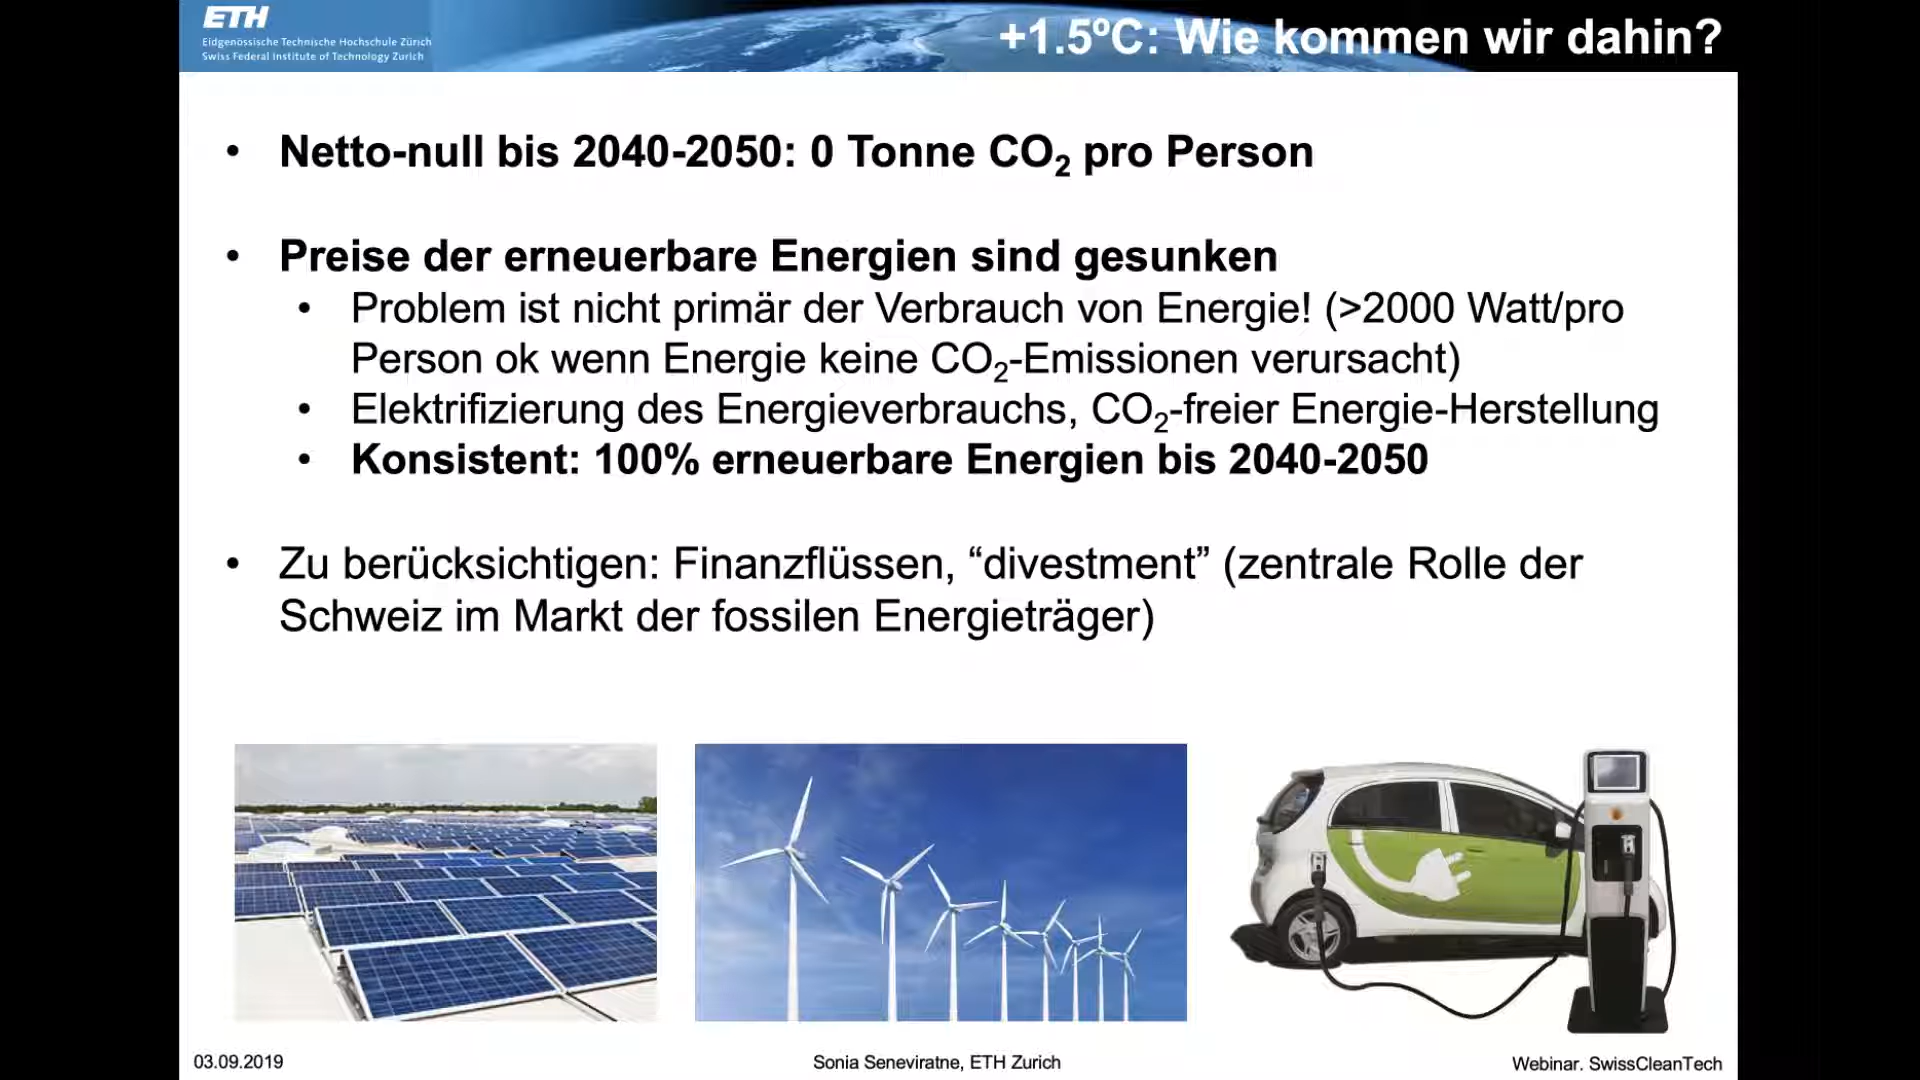 ETH
Eidgenössische Technische Hochschule Zürich
Swiss Federal Institute of Technology Zurich
+1.5ºC: Wie kommen wir dahin?
• Netto-null bis 2040-2050: 0 Tonne CO₂ pro Person
• Preise der erneuerbare Energien sind gesunken
• Problem ist nicht primär der Verbrauch von Energie! (>2000 Watt/pro
Person ok wenn Energie keine CO₂-Emissionen verursacht)
• Elektrifizierung des Energieverbrauchs, CO₂-freier Energie-Herstellung
• Konsistent: 100% erneuerbare Energien bis 2040-2050
• Zu berücksichtigen: Finanzflüssen, “divestment” (zentrale Rolle der
Schweiz im Markt der fossilen Energieträger)
03.09.2019
Sonia Seneviratne, ETH Zurich
Webinar. SwissCleanTech